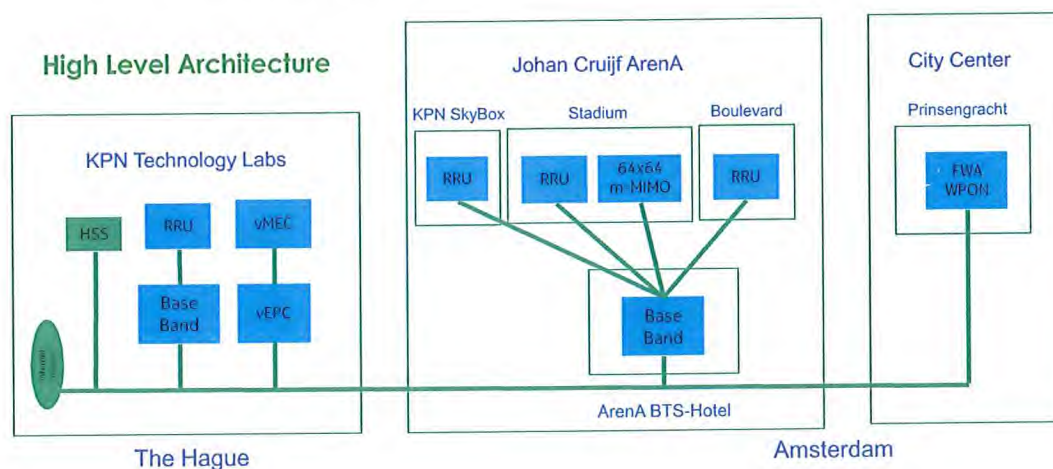 High Level Architecture
KPN Technology Labs
HSS
RRU
vMEC
Base
Band
vEPC
The Hague
Johan Cruijf ArenA
KPN SkyBox
Stadium
Boulevard
RRU
RRU
64x64
m-MIMO
RRU
Base
Band
ArenA BTS-Hotel
City Center
Prinsengracht
FWA
WPON
Amsterdam